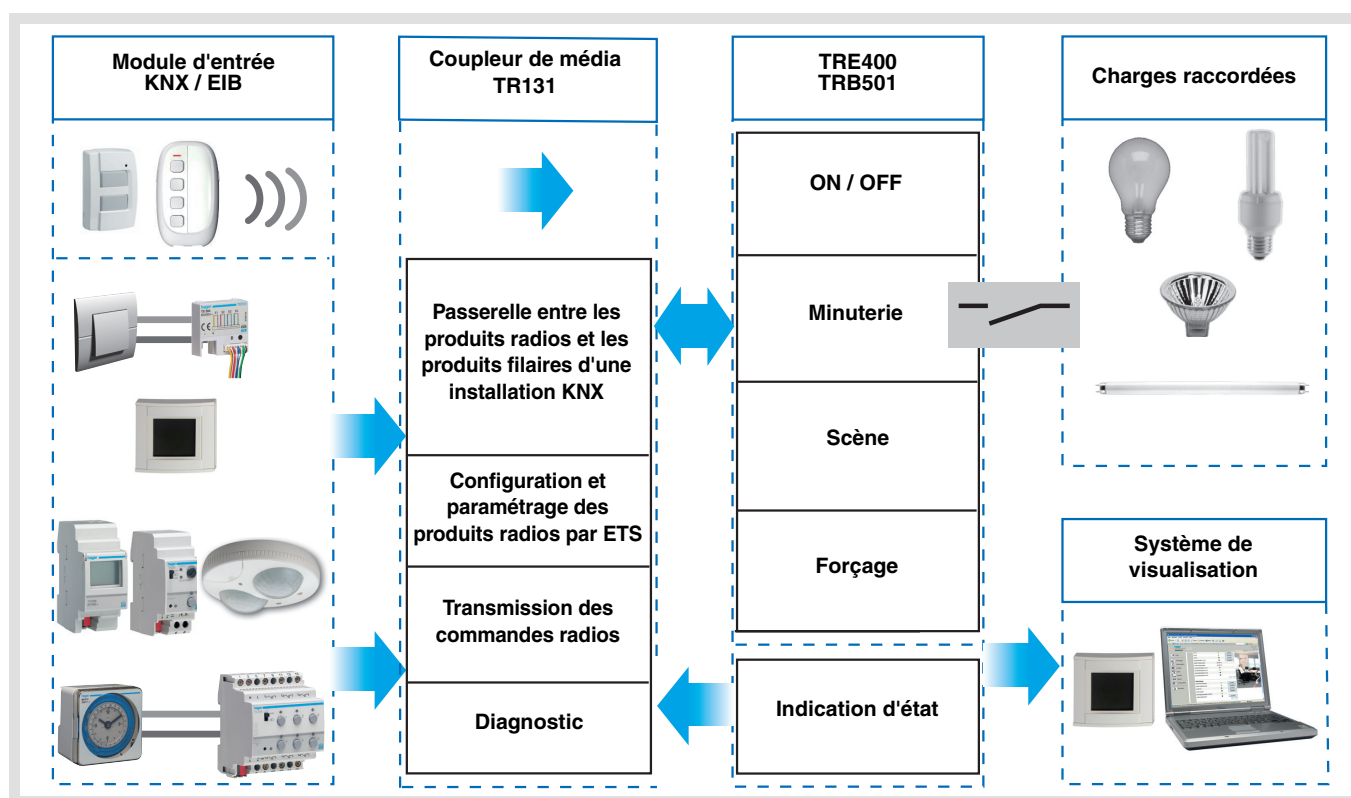 Module d'entrée
KNX / EIB
Coupleur de média
TR131
TRE400
TRB501
Charges raccordées
ON / OFF
Passerelle entre les
produits radios et les
produits filaires d'une
installation KNX
Minuterie
Scène
Configuration et
paramétrage des
produits radios par ETS
Forçage
Système de
visualisation
Transmission des
commandes radios
Diagnostic
Indication d'état